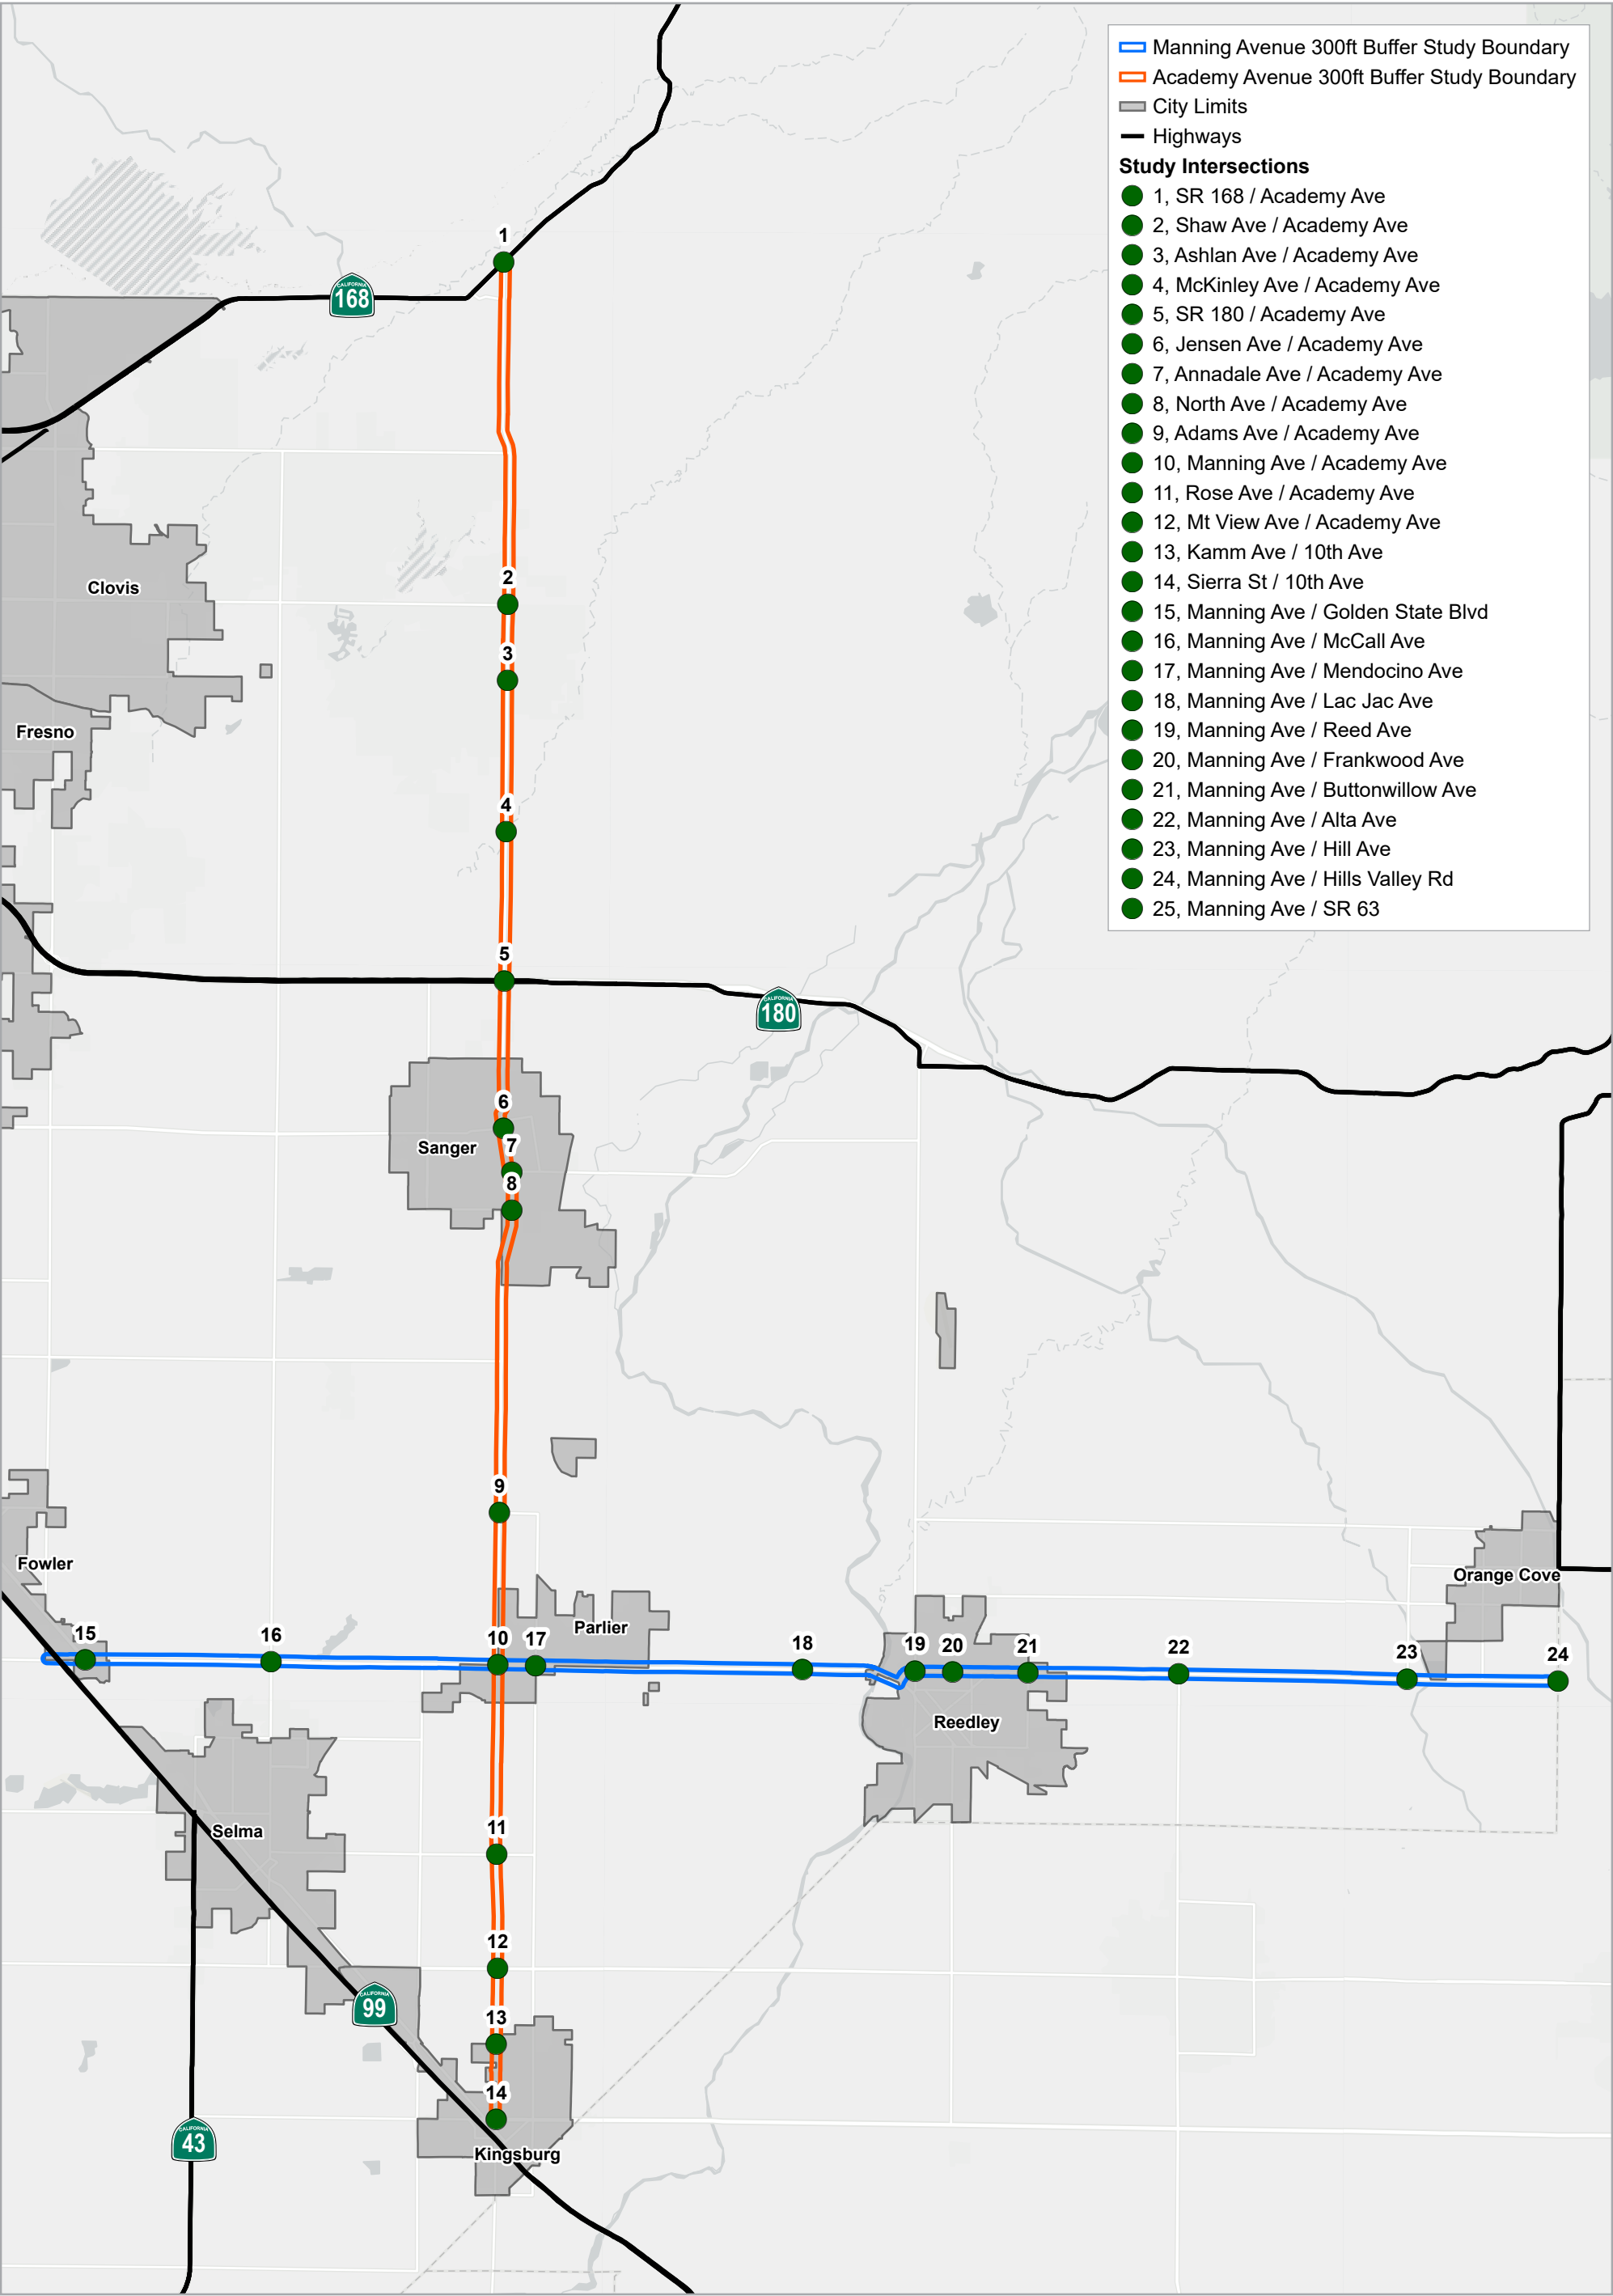 Manning Avenue 300ft Buffer Study Boundary
Academy Avenue 300ft Buffer Study Boundary
City Limits
Highways
Study Intersections
1, SR 168 / Academy Ave
2, Shaw Ave / Academy Ave
3, Ashlan Ave / Academy Ave
4, McKinley Ave / Academy Ave
5, SR 180 / Academy Ave
6, Jensen Ave / Academy Ave
7, Annadale Ave / Academy Ave
8, North Ave / Academy Ave
9, Adams Ave / Academy Ave
10, Manning Ave / Academy Ave
11, Rose Ave / Academy Ave
12, Mt View Ave / Academy Ave
13, Kamm Ave / 10th Ave
14, Sierra St / 10th Ave
15, Manning Ave / Golden State Blvd
16, Manning Ave / McCall Ave
17, Manning Ave / Mendocino Ave
18, Manning Ave / Lac Jac Ave
19, Manning Ave / Reed Ave
20, Manning Ave / Frankwood Ave
21, Manning Ave / Buttonwillow Ave
22, Manning Ave / Alta Ave
23, Manning Ave / Hill Ave
24, Manning Ave / Hills Valley Rd
25, Manning Ave / SR 63
1
CALIFORNIA
168
2
Clovis
3
Fresno
4
5
CALIFORNIA
180
6
Sanger
7
8
9
Fowler
Orange Cove
15
16
10
17
Parlier
18
19
20
21
22
23
24
Reedley
11
Selma
12
CALIFORNIA
99
13
14
CALIFORNIA
43
Kingsburg